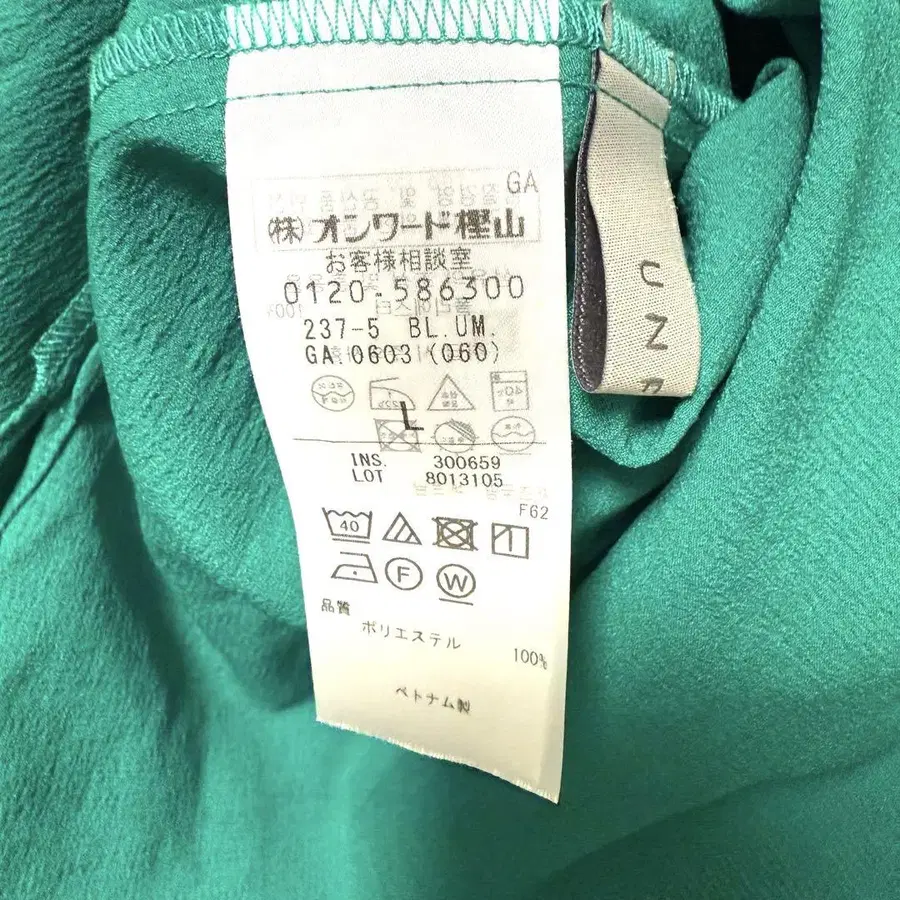 GA
(株)オンワード樫山
お客様相談室
0120-586300
237-5 BL.UM.
GA.0603 (060)
L
INS. 300659
LOT 8013105
F62
40
F
W
品質
ポリエステル
100%
ベトナム製
UN